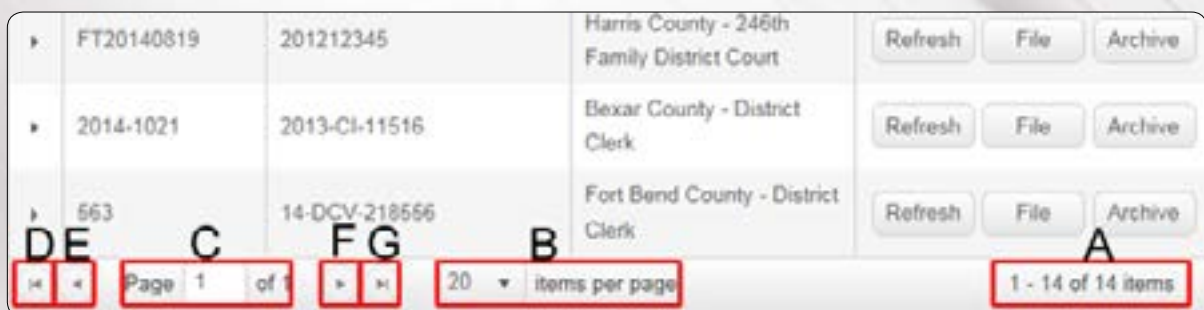 Harris County - 246th
FT20140819 201212345 Refresh File Archive
Family District Court
Bexar County - District
2014-1021 2013-CI-11516 Refresh File Archive
Clerk
Fort Bend County - District
563 14-DCV-218556 Refresh File Archive
Clerk
D E C F G B A
Page 1 of 1 20 items per page 1 - 14 of 14 items